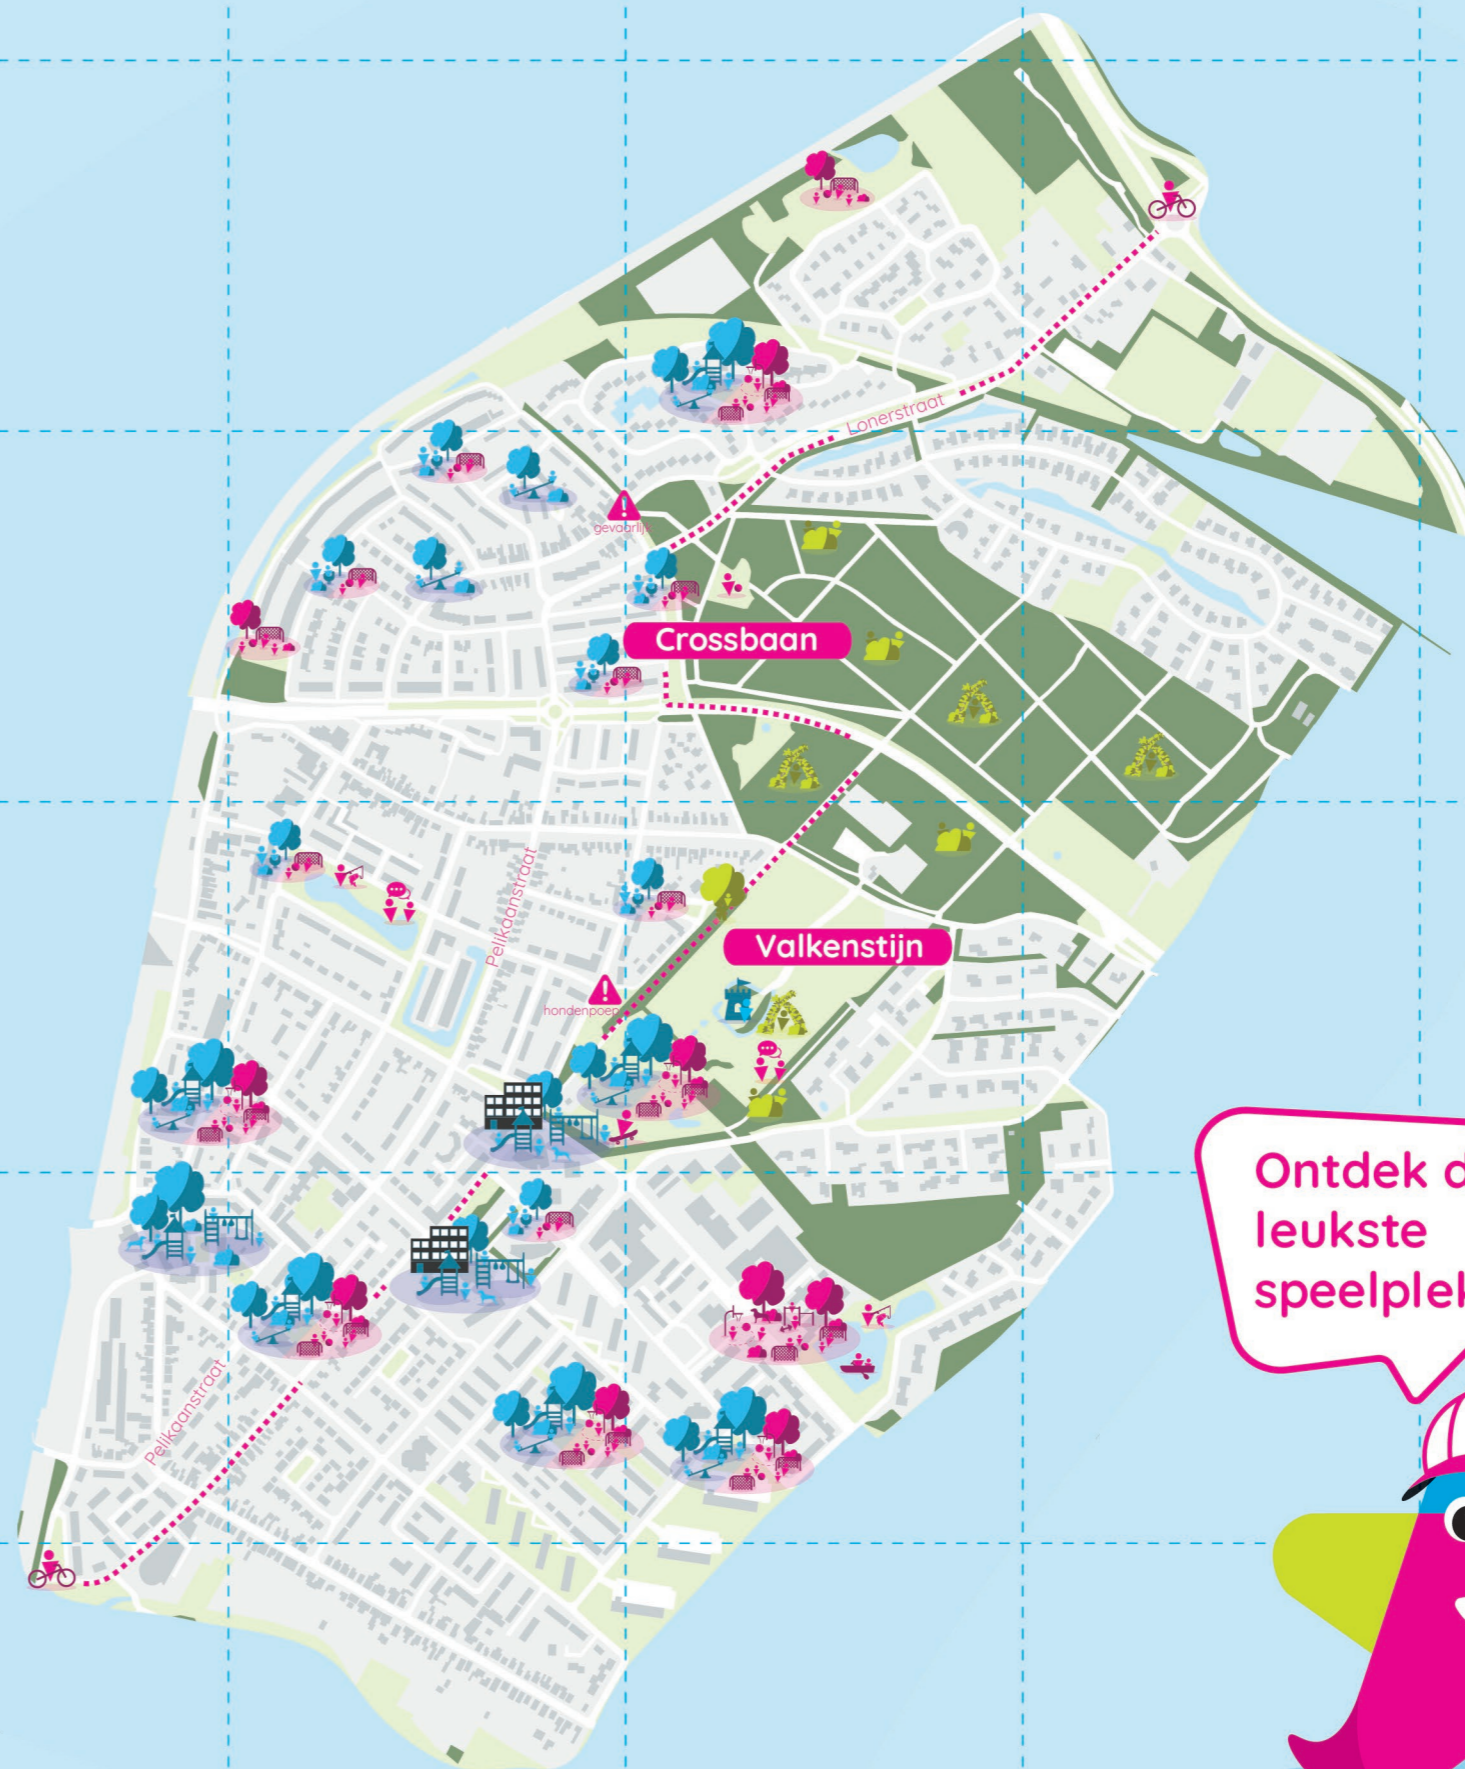 Lonerstraat
gevaarlijk
Crossbaan
Pelikaanstraat
Valkenstijn
hondenpoep
Ontdek d
leukste
speelplek
Pelikaanstraat